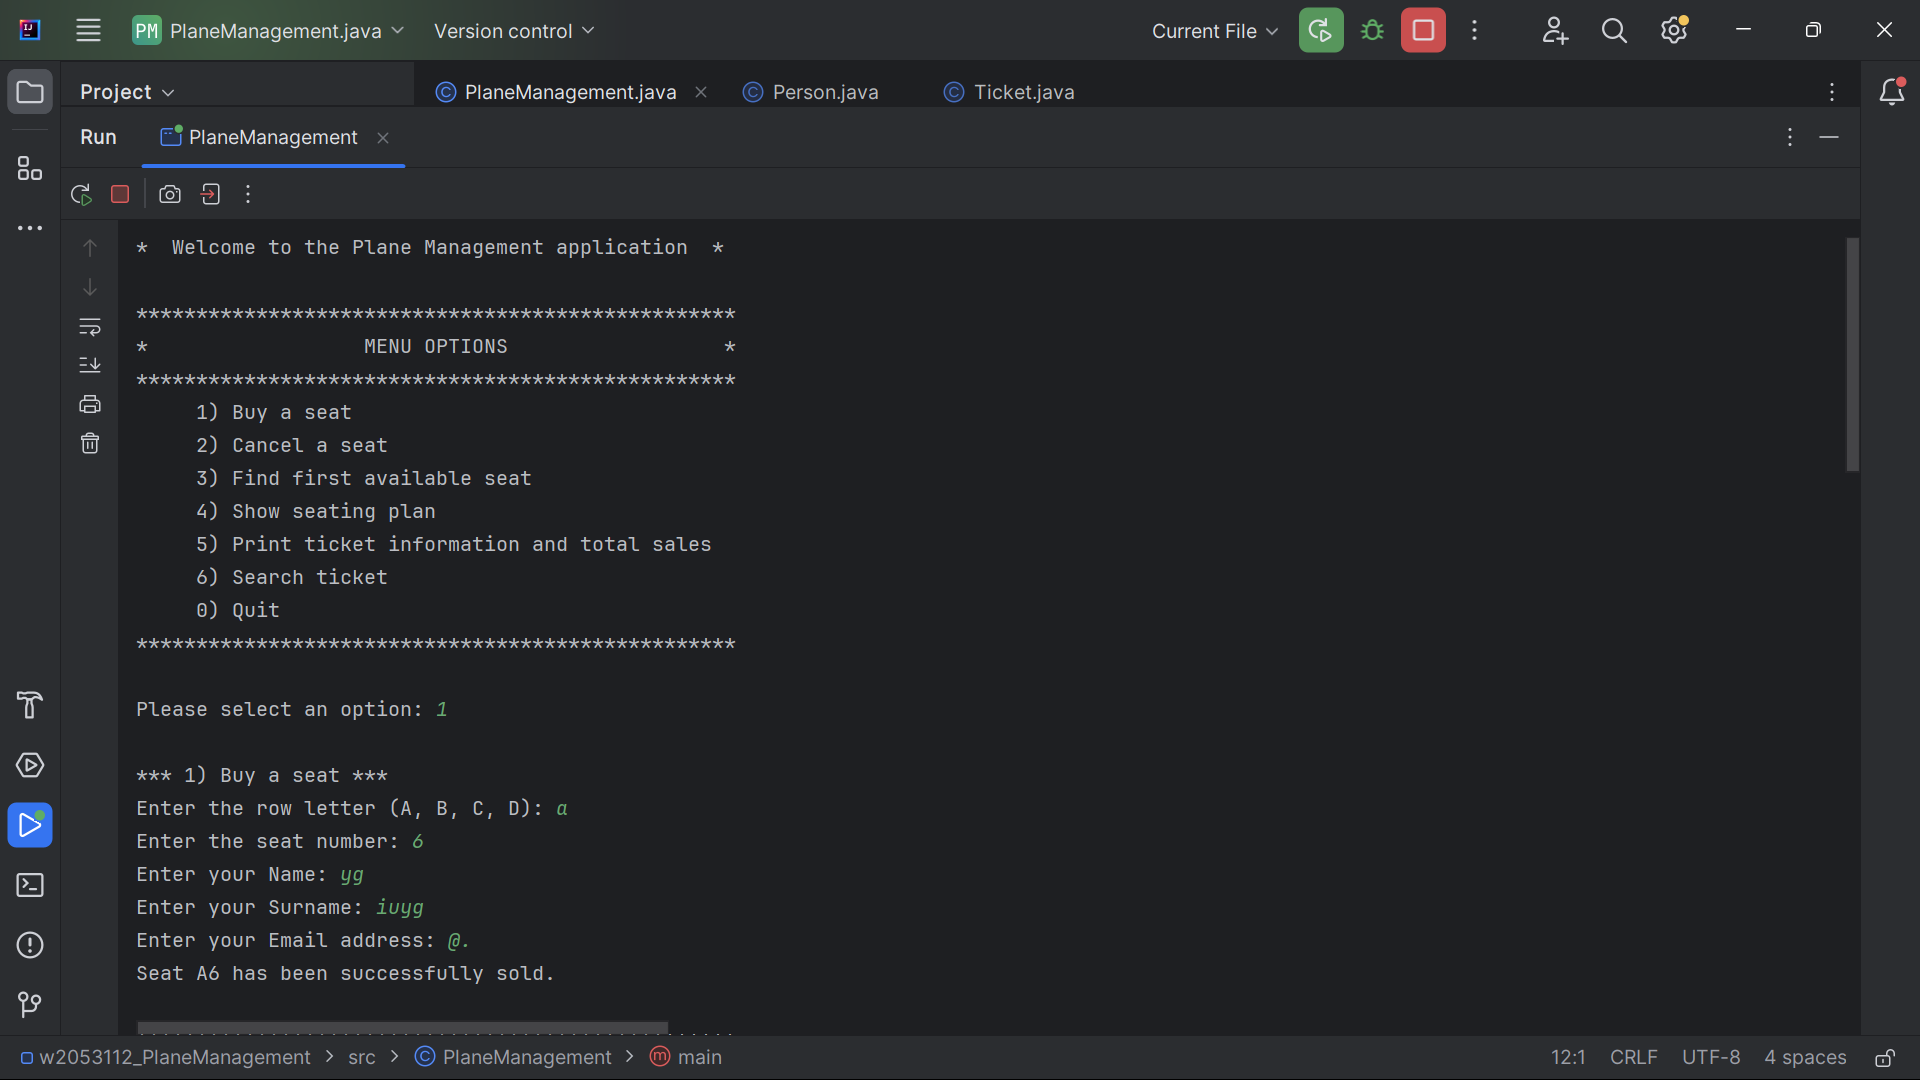 PM PlaneManagement.java Version control Current File
Project PlaneManagement.java Person.java Ticket.java
Run PlaneManagement
* Welcome to the Plane Management application *
**************************************************
* MENU OPTIONS *
**************************************************
1) Buy a seat
2) Cancel a seat
3) Find first available seat
4) Show seating plan
5) Print ticket information and total sales
6) Search ticket
0) Quit
**************************************************
Please select an option: 1
*** 1) Buy a seat ***
Enter the row letter (A, B, C, D): a
Enter the seat number: 6
Enter your Name: yg
Enter your Surname: iuyg
Enter your Email address: @.
Seat A6 has been successfully sold.
w2053112_PlaneManagement > src > PlaneManagement > main 12:1 CRLF UTF-8 4 spaces